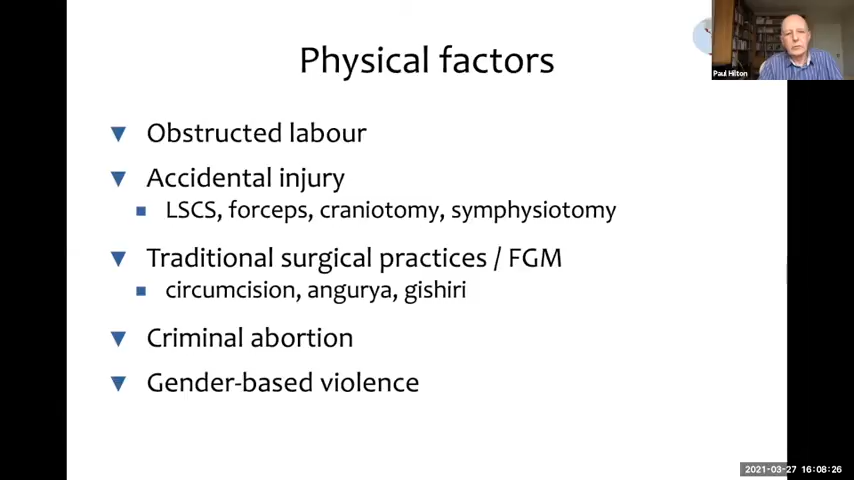 Physical factors
Obstructed labour
Accidental injury
LSCS, forceps, craniotomy, symphysiotomy
Traditional surgical practices / FGM
circumcision, angurya, gishiri
Criminal abortion
Gender-based violence
Paul Hilton
2021-03-27 16:08:26